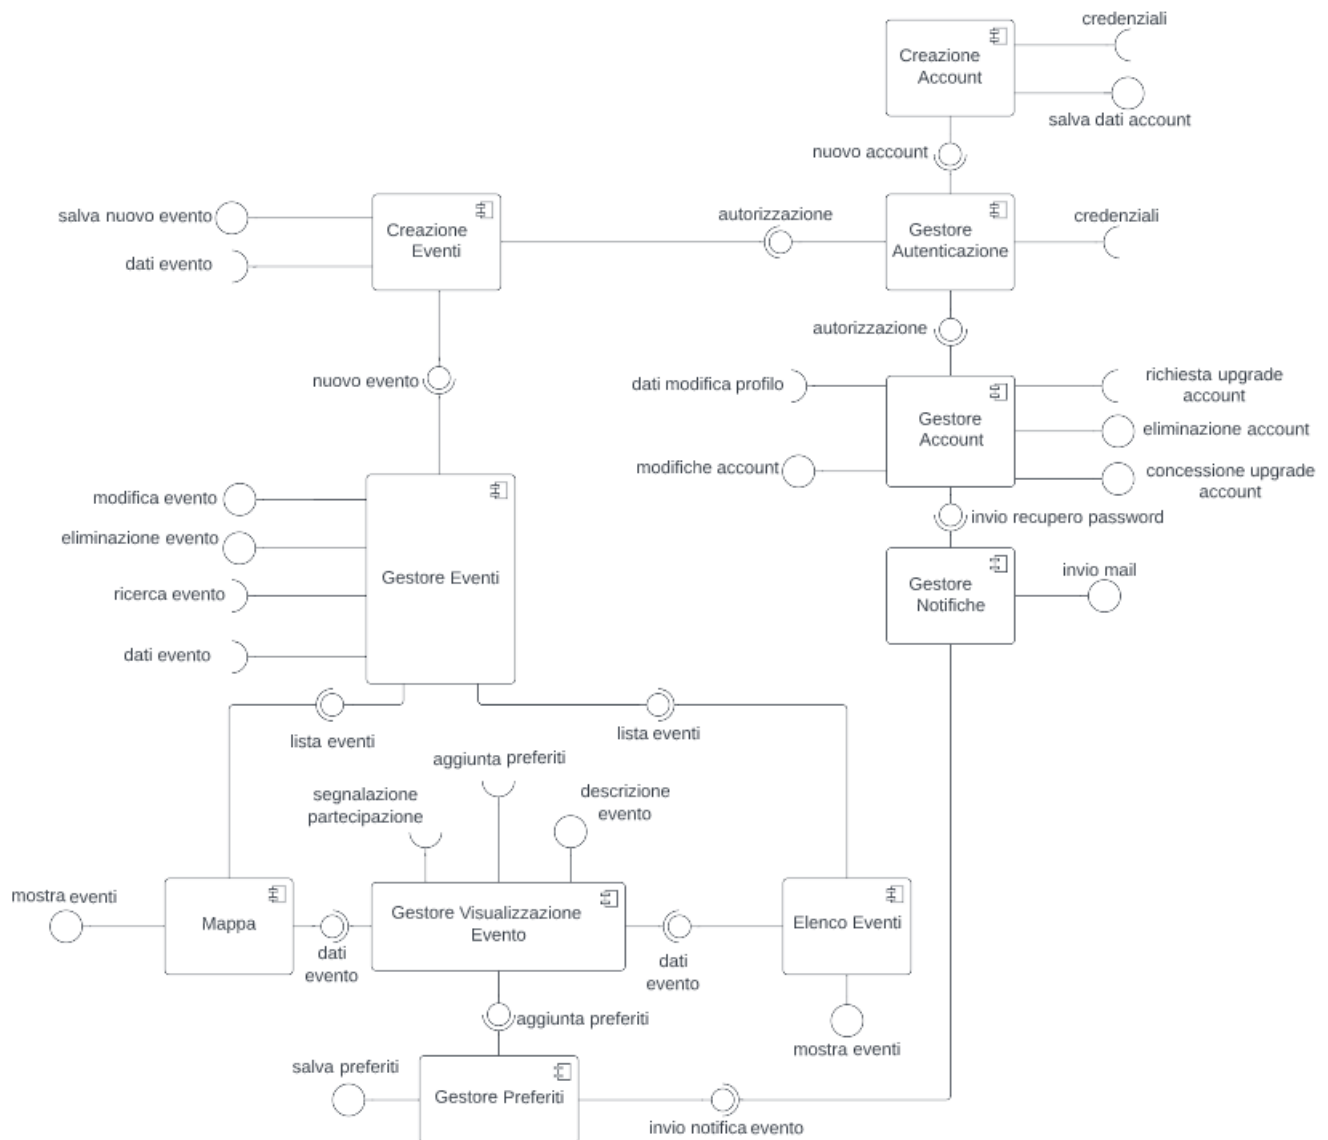 credenziali
Creazione
Account
salva dati account
nuovo account
salva nuovo evento
Creazione
Eventi
dati evento
autorizzazione
Gestore
Autenticazione
credenziali
autorizzazione
nuovo evento
dati modifica profilo
richiesta upgrade
account
Gestore
Account
eliminazione account
modifiche account
concessione upgrade
account
invio recupero password
modifica evento
eliminazione evento
Gestore Eventi
ricerca evento
dati evento
Gestore
Notifiche
invio mail
lista eventi
lista eventi
aggiunta preferiti
segnalazione
partecipazione
descrizione
evento
mostra eventi
Mappa
dati
evento
Gestore Visualizzazione
Evento
dati
evento
Elenco Eventi
aggiunta preferiti
mostra eventi
salva preferiti
Gestore Preferiti
invio notifica evento